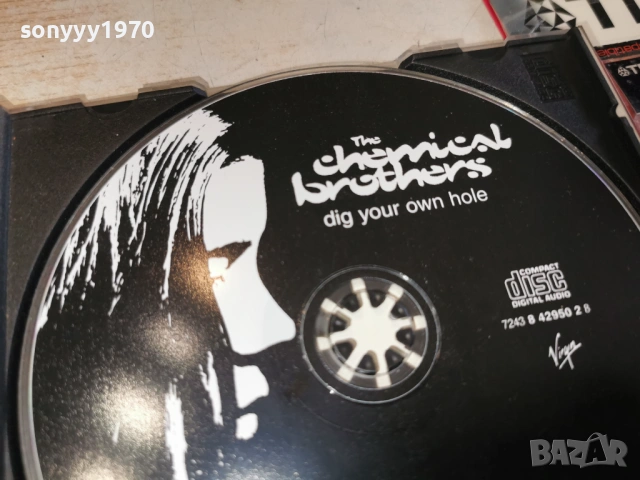 sonyyy1970
The
chemical
brothers
dig your own hole
COMPACT
disc
DIGITAL AUDIO
7243 8 42950 2 8
Virgin
BAZAR